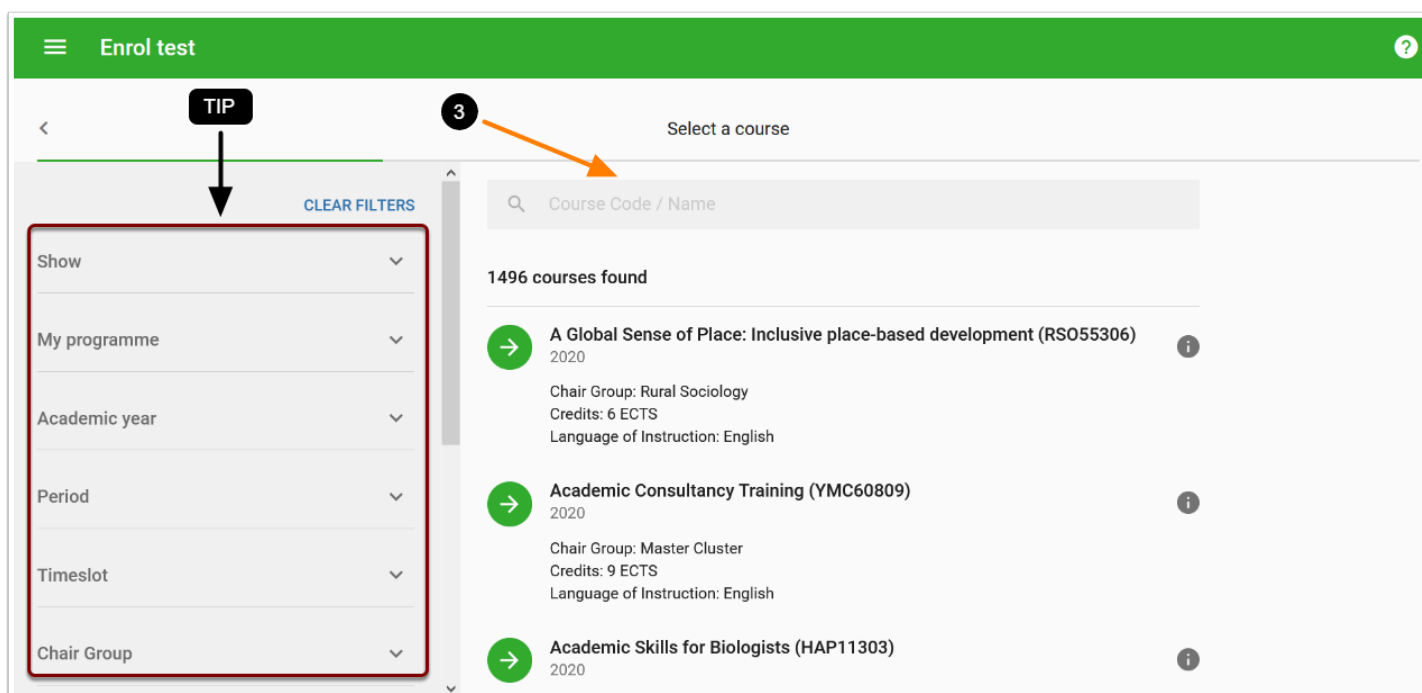 Enrol test
?
TIP
3
Select a course
CLEAR FILTERS
Show
My programme
Academic year
Period
Timeslot
Chair Group
Course Code / Name
1496 courses found
A Global Sense of Place: Inclusive place-based development (RSO55306)
2020
Chair Group: Rural Sociology
Credits: 6 ECTS
Language of Instruction: English
Academic Consultancy Training (YMC60809)
2020
Chair Group: Master Cluster
Credits: 9 ECTS
Language of Instruction: English
Academic Skills for Biologists (HAP11303)
2020